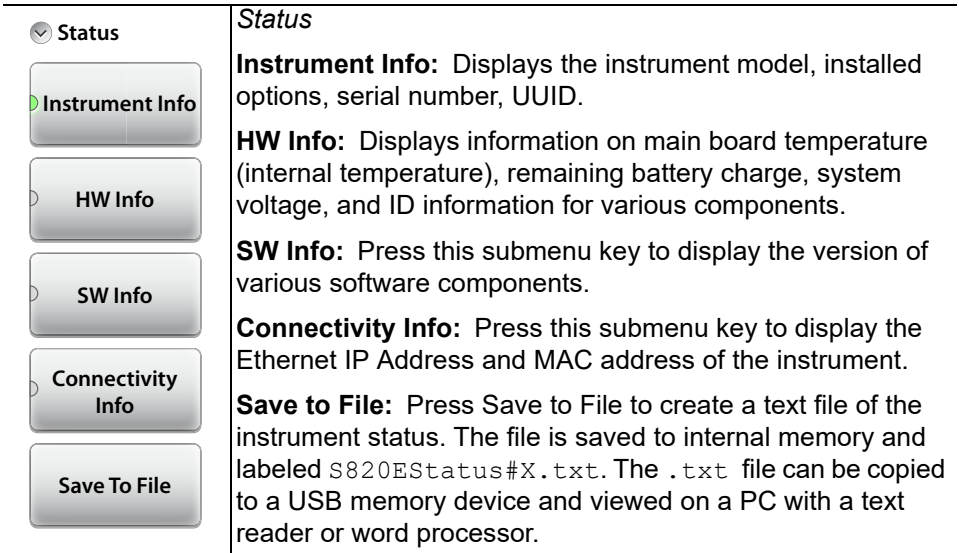 Status
Instrument Info
HW Info
SW Info
Connectivity
Info
Save To File
Status
Instrument Info: Displays the instrument model, installed
options, serial number, UUID.
HW Info: Displays information on main board temperature
(internal temperature), remaining battery charge, system
voltage, and ID information for various components.
SW Info: Press this submenu key to display the version of
various software components.
Connectivity Info: Press this submenu key to display the
Ethernet IP Address and MAC address of the instrument.
Save to File: Press Save to File to create a text file of the
instrument status. The file is saved to internal memory and
labeled S820EStatus#X.txt. The .txt file can be copied
to a USB memory device and viewed on a PC with a text
reader or word processor.